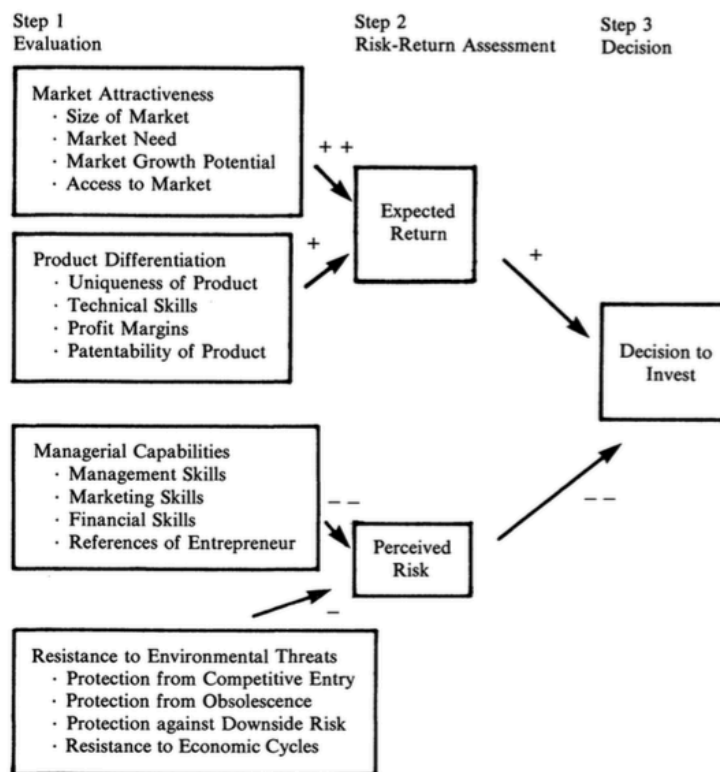 Step 1
Evaluation
Step 2
Risk-Return Assessment
Step 3
Decision
Market Attractiveness
· Size of Market
· Market Need
· Market Growth Potential
· Access to Market
+ +
Expected
Return
Product Differentiation
· Uniqueness of Product
· Technical Skills
· Profit Margins
· Patentability of Product
+
+
Decision to
Invest
Managerial Capabilities
· Management Skills
· Marketing Skills
· Financial Skills
· References of Entrepreneur
– –
Perceived
Risk
– –
–
Resistance to Environmental Threats
· Protection from Competitive Entry
· Protection from Obsolescence
· Protection against Downside Risk
· Resistance to Economic Cycles